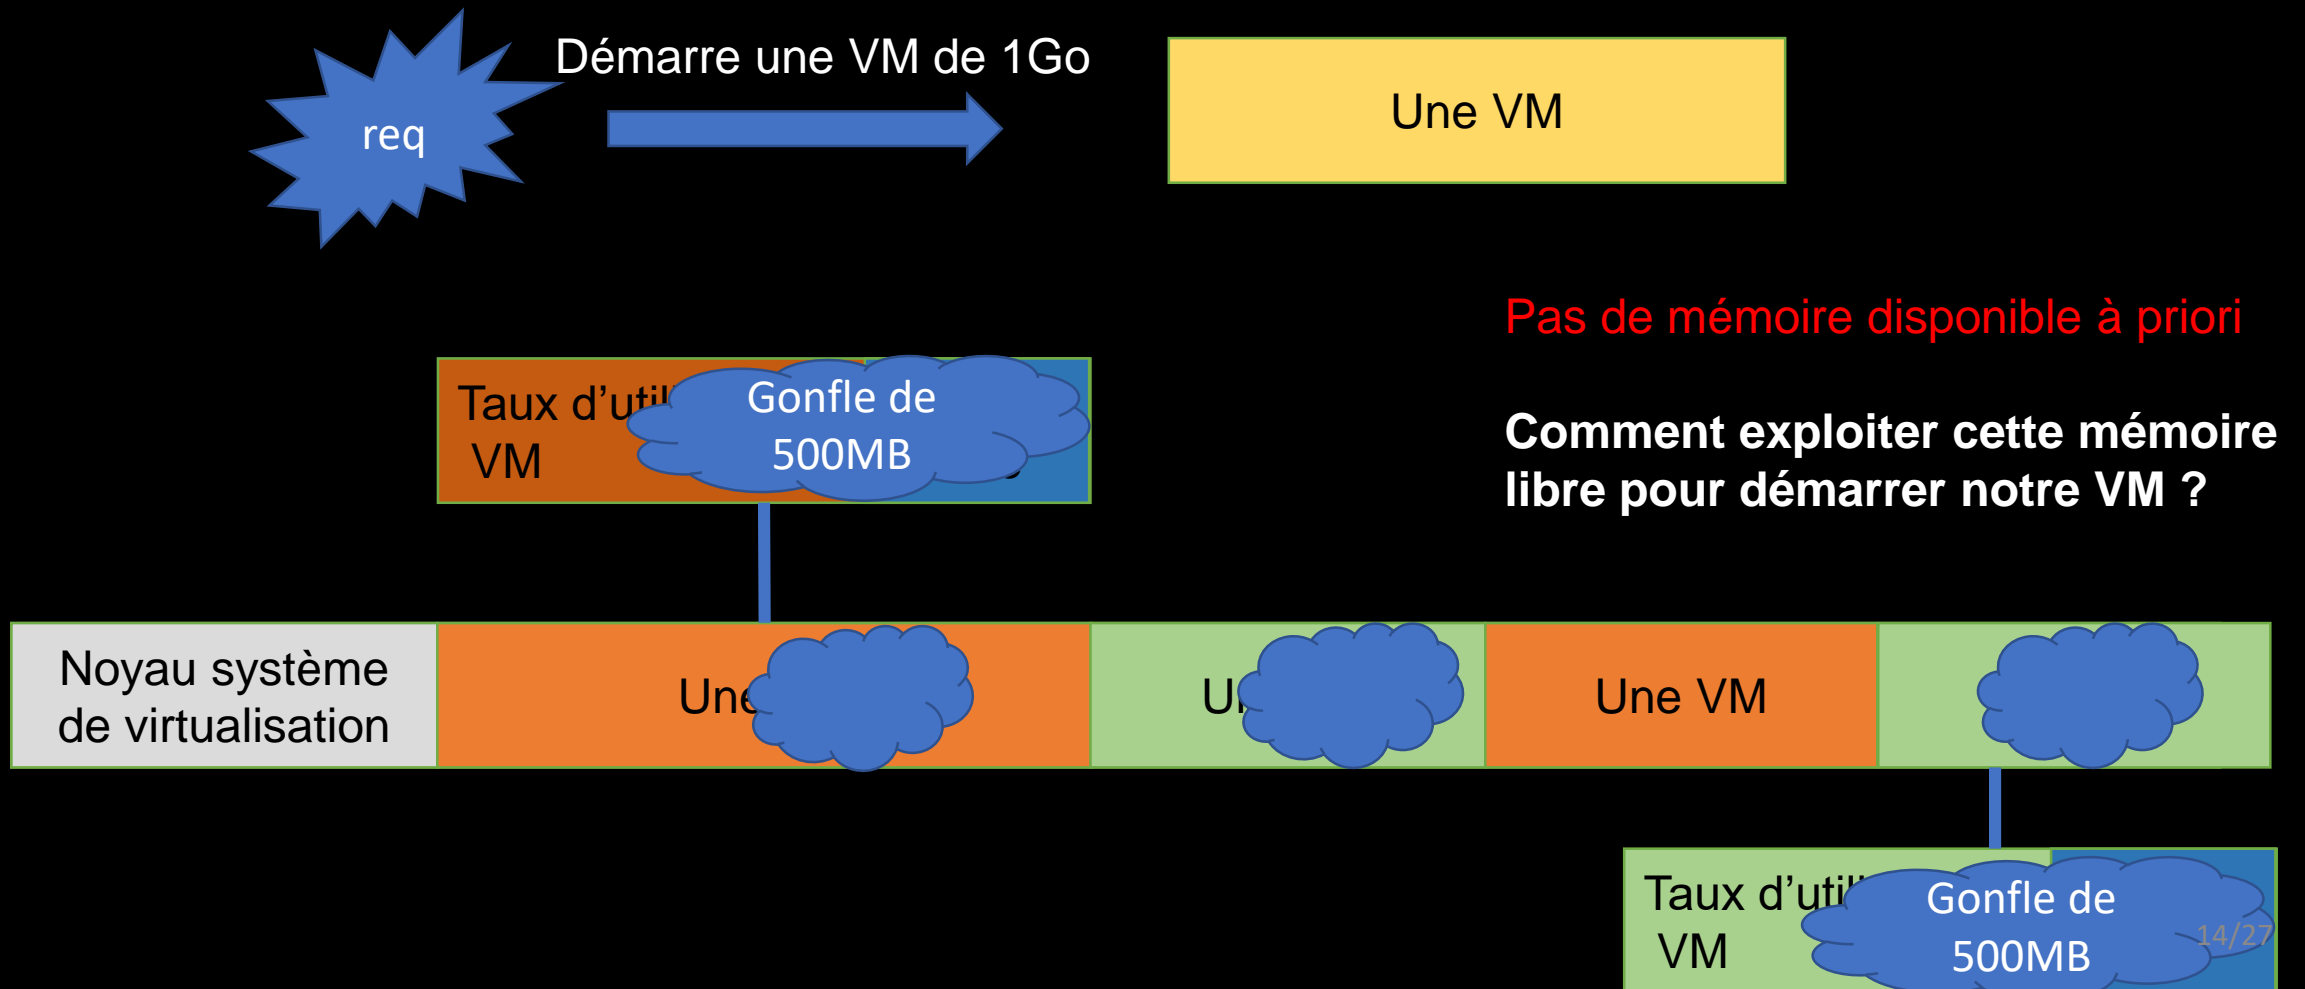 Démarre une VM de 1Go
req
Une VM
Pas de mémoire disponible à priori
Taux d'util
VM
Gonfle de
500MB
Comment exploiter cette mémoire
libre pour démarrer notre VM ?
Noyau système
de virtualisation
Une
Une VM
Taux d'util
VM
Gonfle de
500MB
14/27